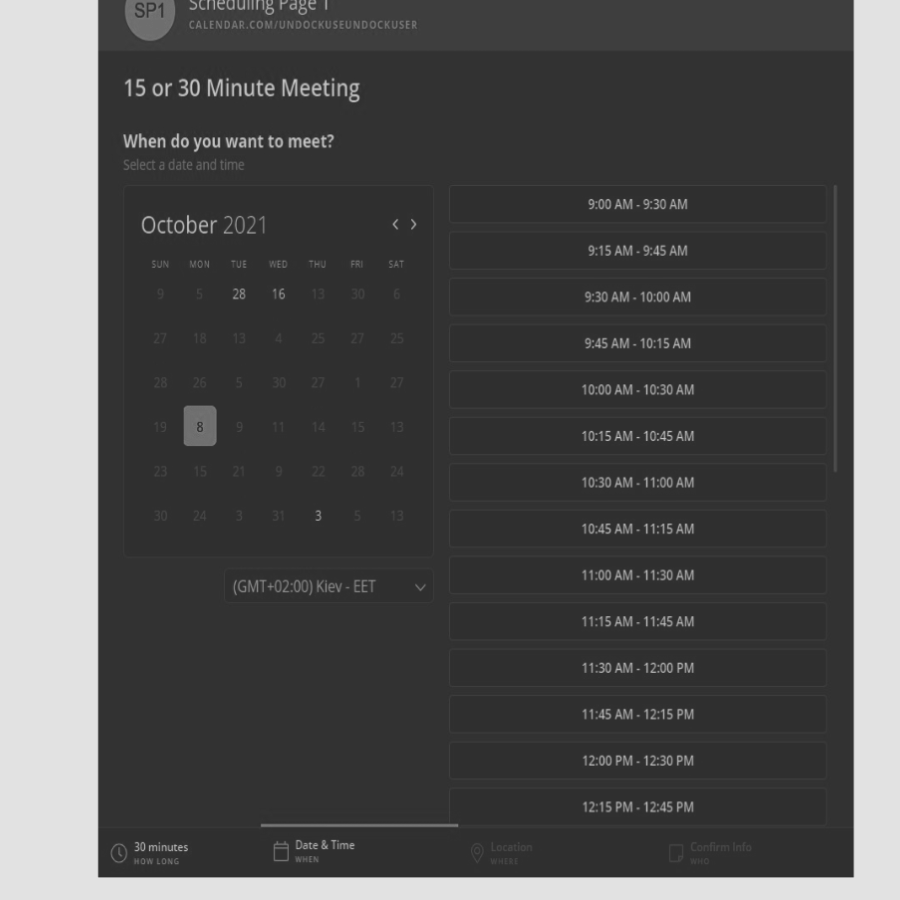 SP1
Scheduling Page 1
CALENDAR.COM/UNDOCKUSEUNDOCKUSER
15 or 30 Minute Meeting
When do you want to meet?
Select a date and time
October 2021
SUN MON TUE WED THU FRI SAT
9 5 28 16 13 30 6
27 18 13 4 25 27 25
28 26 5 30 27 1 27
19 8 9 11 14 15 13
23 15 21 9 22 28 24
30 24 3 31 3 5 13
(GMT+02:00) Kiev - EET
9:00 AM - 9:30 AM
9:15 AM - 9:45 AM
9:30 AM - 10:00 AM
9:45 AM - 10:15 AM
10:00 AM - 10:30 AM
10:15 AM - 10:45 AM
10:30 AM - 11:00 AM
10:45 AM - 11:15 AM
11:00 AM - 11:30 AM
11:15 AM - 11:45 AM
11:30 AM - 12:00 PM
11:45 AM - 12:15 PM
12:00 PM - 12:30 PM
12:15 PM - 12:45 PM
30 minutes
HOW LONG
Date & Time
WHEN
Location
WHERE
Confirm Info
WHO